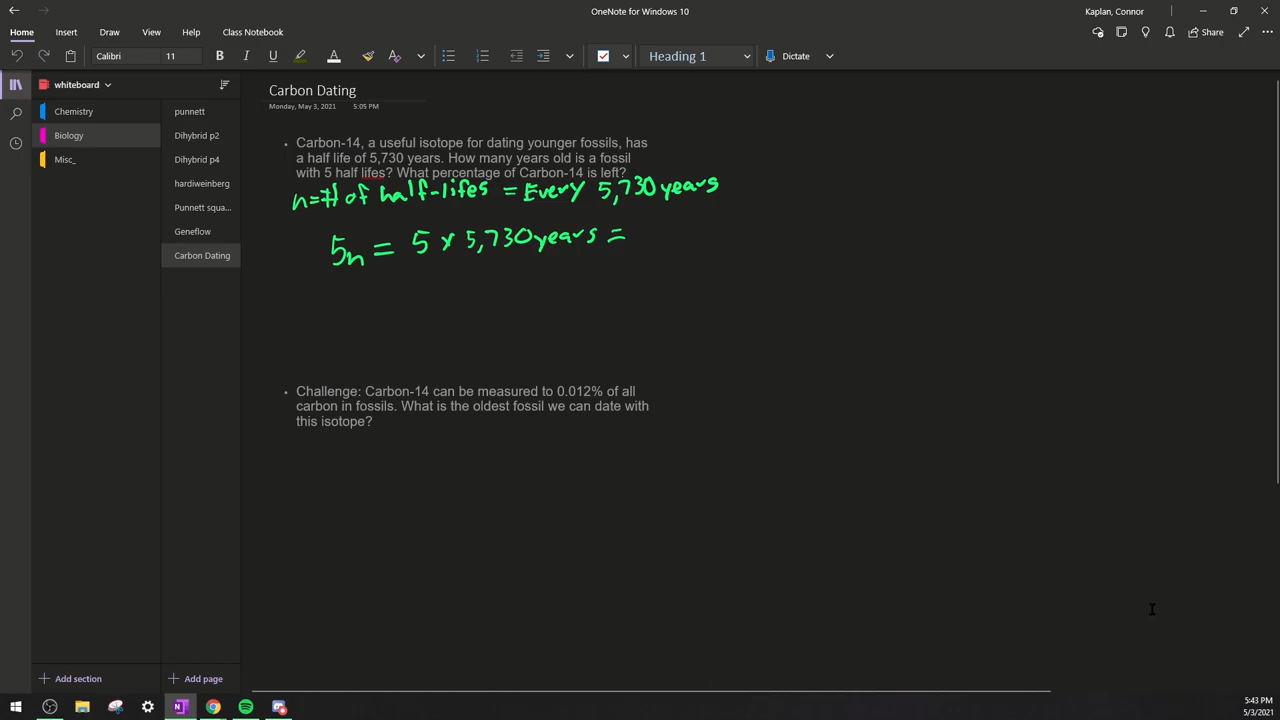 OneNote for Windows 10
Kaplan, Connor
Home Insert Draw View Help Class Notebook
Share
Calibri 11 B I U A Heading 1 Dictate
whiteboard
Chemistry
Biology
Misc_
punnett
Dihybrid p2
Dihybrid p4
hardiweinberg
Punnett squa...
Geneflow
Carbon Dating
Add section
Add page
Carbon Dating
Monday, May 3, 2021 5:05 PM
• Carbon-14, a useful isotope for dating younger fossils, has
a half life of 5,730 years. How many years old is a fossil
with 5 half lifes? What percentage of Carbon-14 is left?
n=# of half-lifes = Every 5,730 years
5n = 5 x 5,730 years =
• Challenge: Carbon-14 can be measured to 0.012% of all
carbon in fossils. What is the oldest fossil we can date with
this isotope?
5:43 PM
5/3/2021